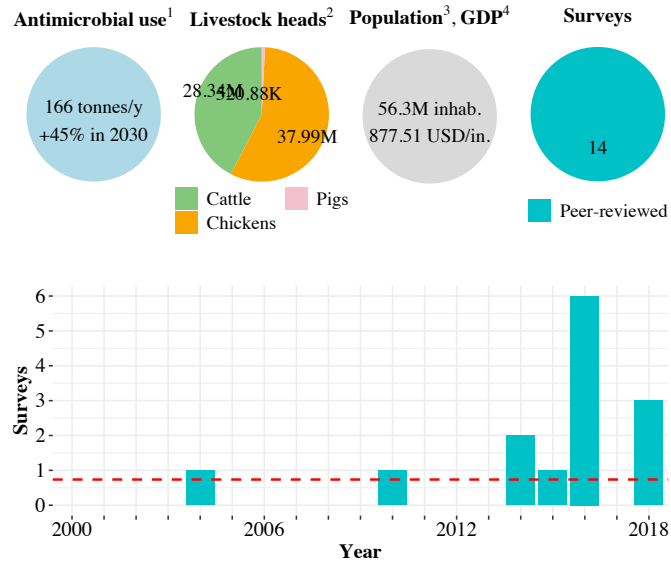 Antimicrobial use1 Livestock heads2 Population3, GDP4 Surveys
166 tonnes/y
+45% in 2030
28.34M
520.88K
37.99M
56.3M inhab.
877.51 USD/in.
14
Cattle
Pigs
Chickens
Peer-reviewed
6
5
4
3
2
1
0
Surveys
2000 2006 2012 2018
Year